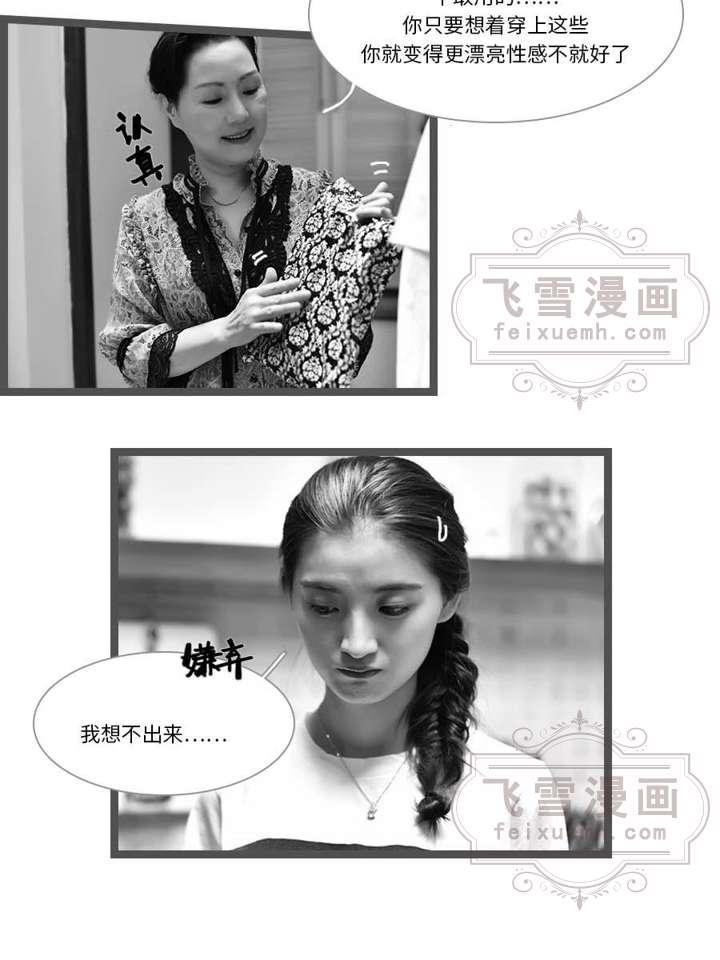 你只要想着穿上这些
你就变得更漂亮性感不就好了
认真
飞雪漫画
feixuemh.com
嫌弃
我想不出来……
飞雪漫画
feixuemh.com